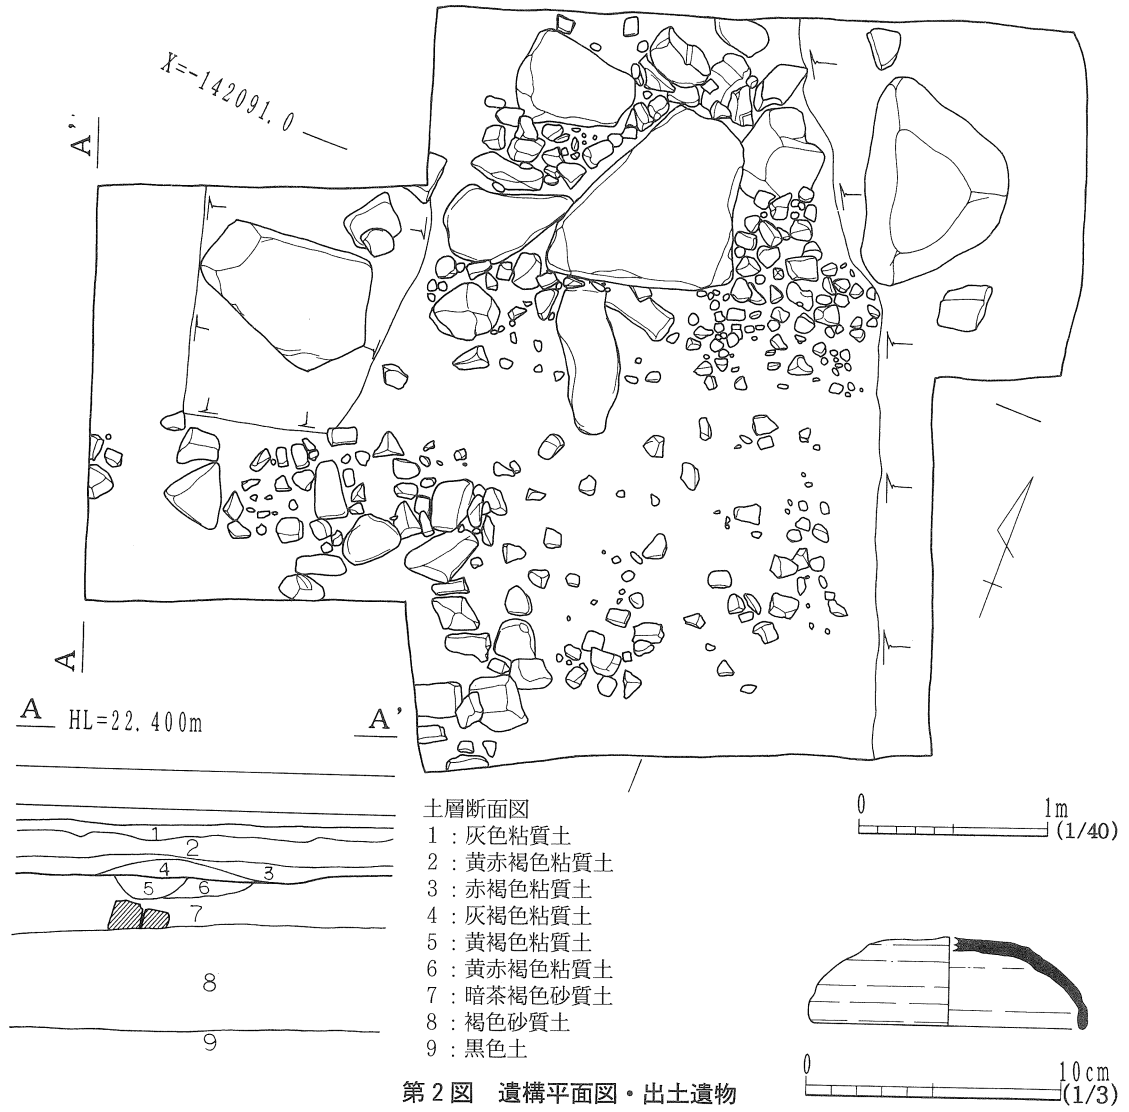 X=-142091.0
A'
A
A HL=22.400m A'
1
2
3
4
5
6
7
8
9
土層断面図
1：灰色粘質土
2：黄赤褐色粘質土
3：赤褐色粘質土
4：灰褐色粘質土
5：黄褐色粘質土
6：黄赤褐色粘質土
7：暗茶褐色砂質土
8：褐色砂質土
9：黒色土
0 1m
(1/40)
0 10cm
(1/3)
第2図 遺構平面図・出土遺物